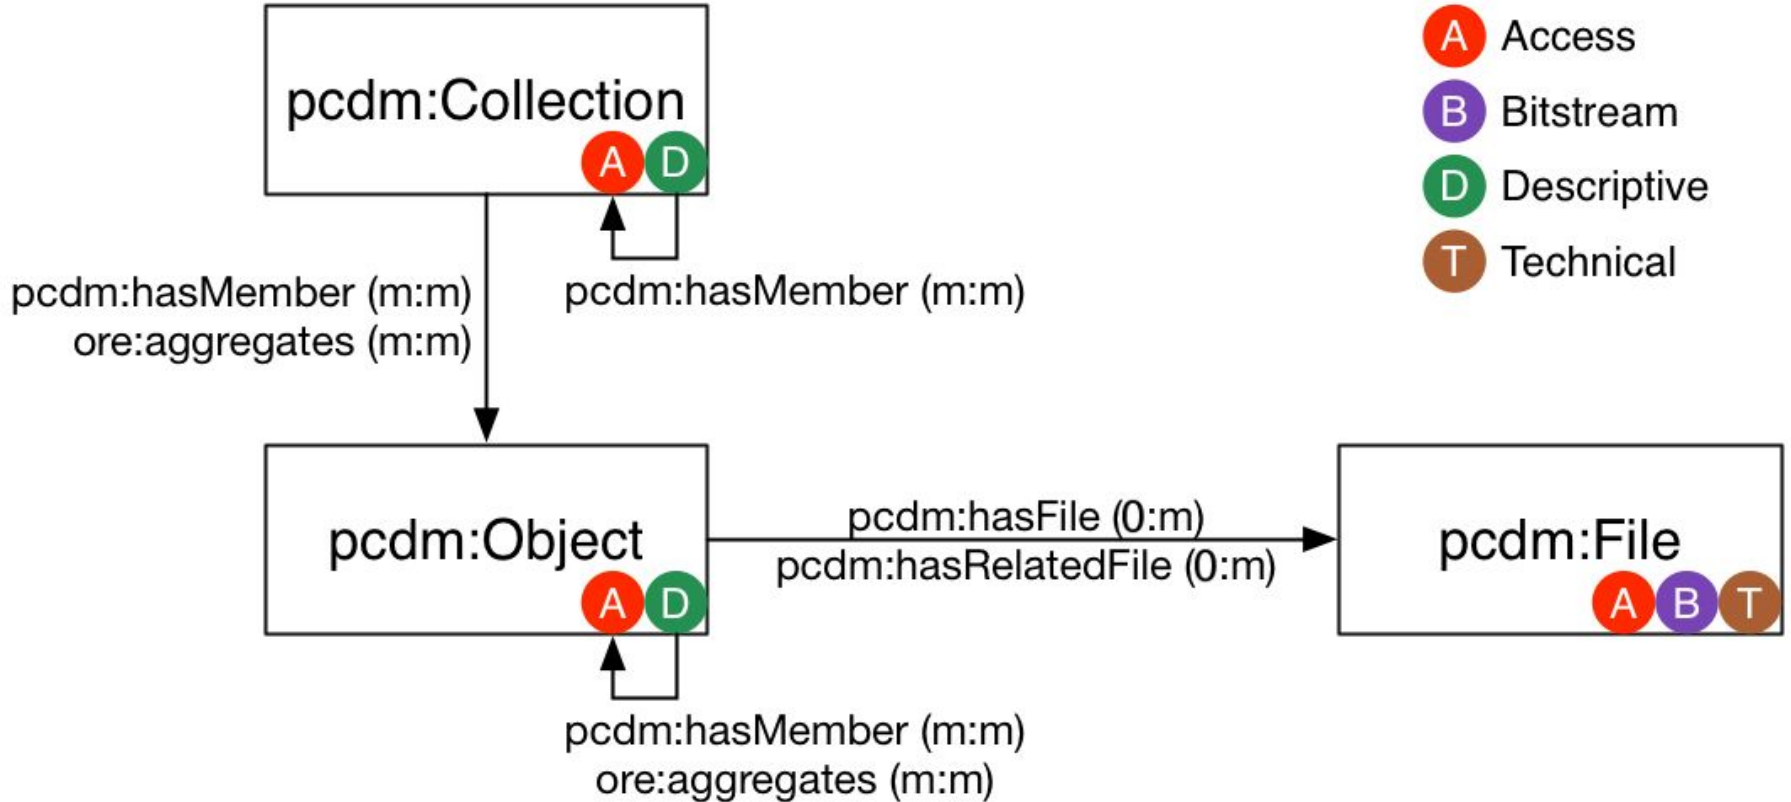 pcdm:Collection
A D
pcdm:hasMember (m:m)
ore:aggregates (m:m)
pcdm:hasMember (m:m)
A Access
B Bitstream
D Descriptive
T Technical
pcdm:Object
A D
pcdm:hasFile (0:m)
pcdm:hasRelatedFile (0:m)
pcdm:File
A B T
pcdm:hasMember (m:m)
ore:aggregates (m:m)